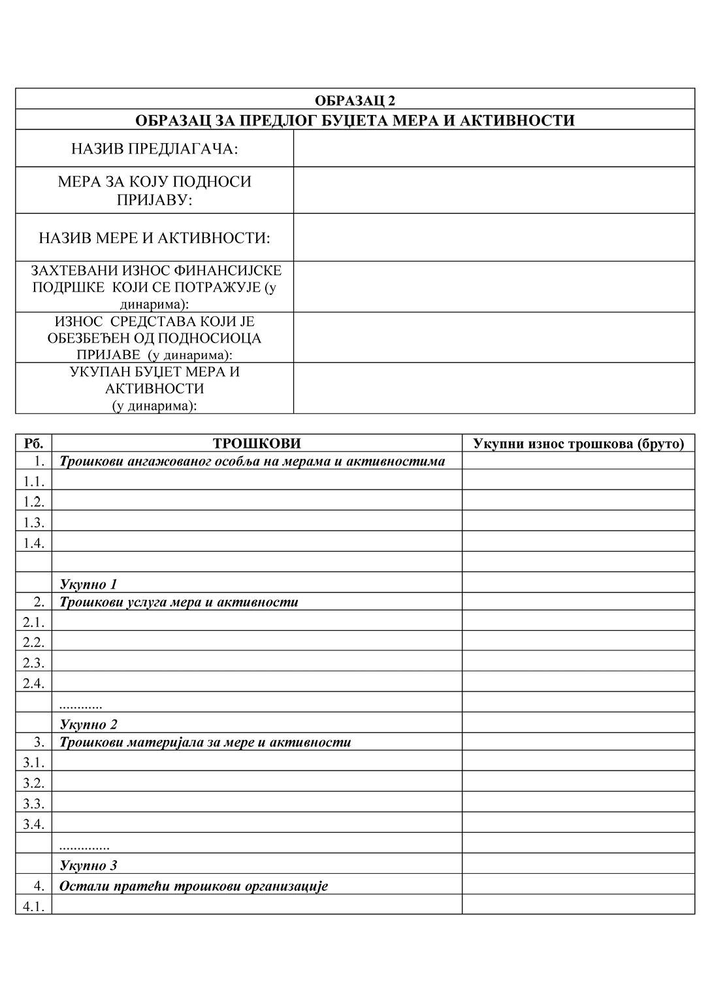 ОБРАЗАЦ 2
ОБРАЗАЦ ЗА ПРЕДЛОГ БУЏЕТА МЕРА И АКТИВНОСТИ
НАЗИВ ПРЕДЛАГАЧА:
МЕРА ЗА КОЈУ ПОДНОСИ
ПРИЈАВУ:
НАЗИВ МЕРЕ И АКТИВНОСТИ:
ЗАХТЕВАНИ ИЗНОС ФИНАНСИЈСКЕ
ПОДРШКЕ КОЈИ СЕ ПОТРАЖУЈЕ (у
динарима):
ИЗНОС СРЕДСТАВА КОЈИ ЈЕ
ОБЕЗБЕЂЕН ОД ПОДНОСИОЦА
ПРИЈАВЕ (у динарима):
УКУПАН БУЏЕТ МЕРА И
АКТИВНОСТИ
(у динарима):
Рб. ТРОШКОВИ Укупни износ трошкова (бруто)
1. Трошкови ангажованог особља на мерама и активностима
1.1.
1.2.
1.3.
1.4.
Укупно 1
2. Трошкови услуга мера и активности
2.1.
2.2.
2.3.
2.4.
............
Укупно 2
3. Трошкови материјала за мере и активности
3.1.
3.2.
3.3.
3.4.
..............
Укупно 3
4. Остали пратећи трошкови организације
4.1.